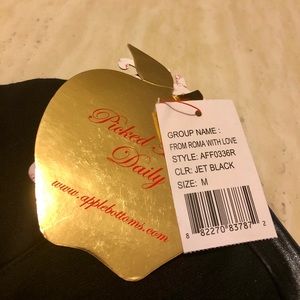 Picked
Daily
www.applebottoms.com
GROUP NAME :
FROM ROMA WITH LOVE
STYLE: AFF0336R
CLR: JET BLACK
SIZE: M
8 82270 83787 2